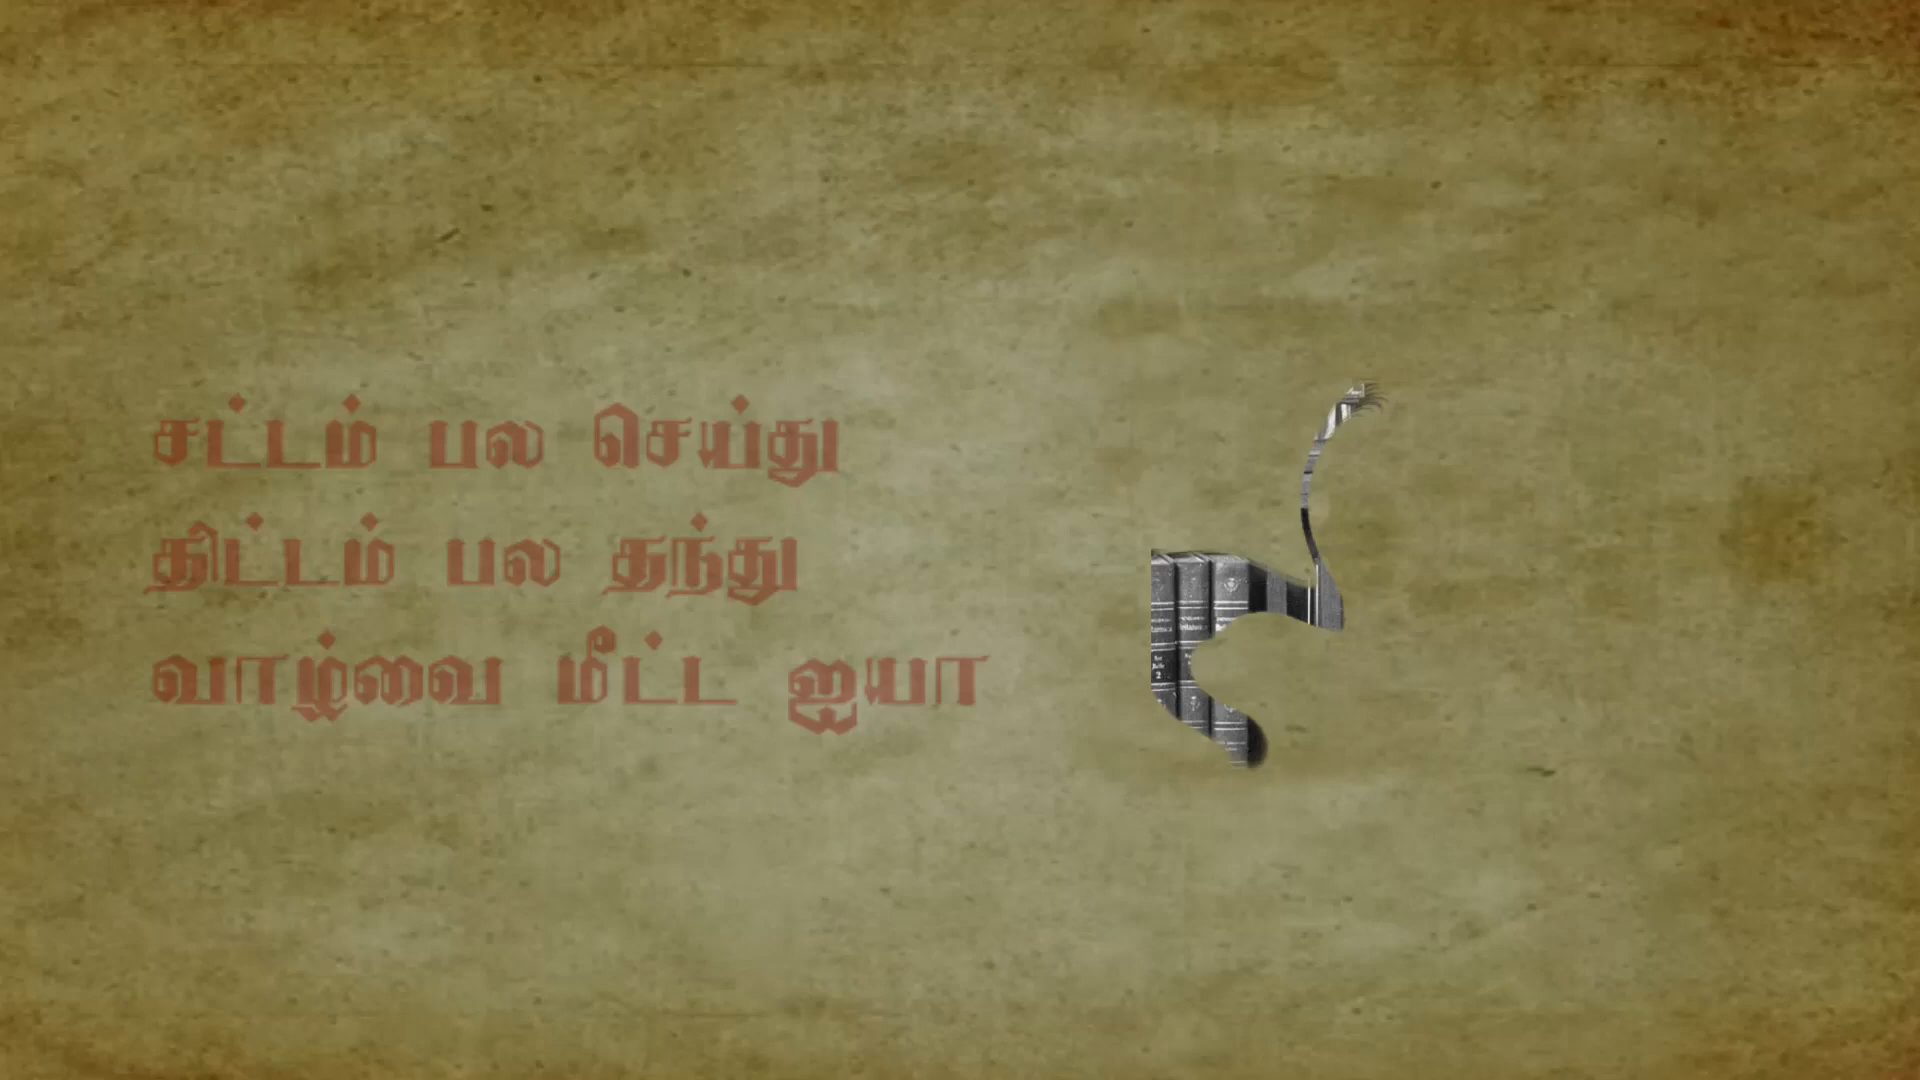 சட்டம் பல செய்து
திட்டம் பல தந்து
வாழ்வை மீட்ட ஐயா